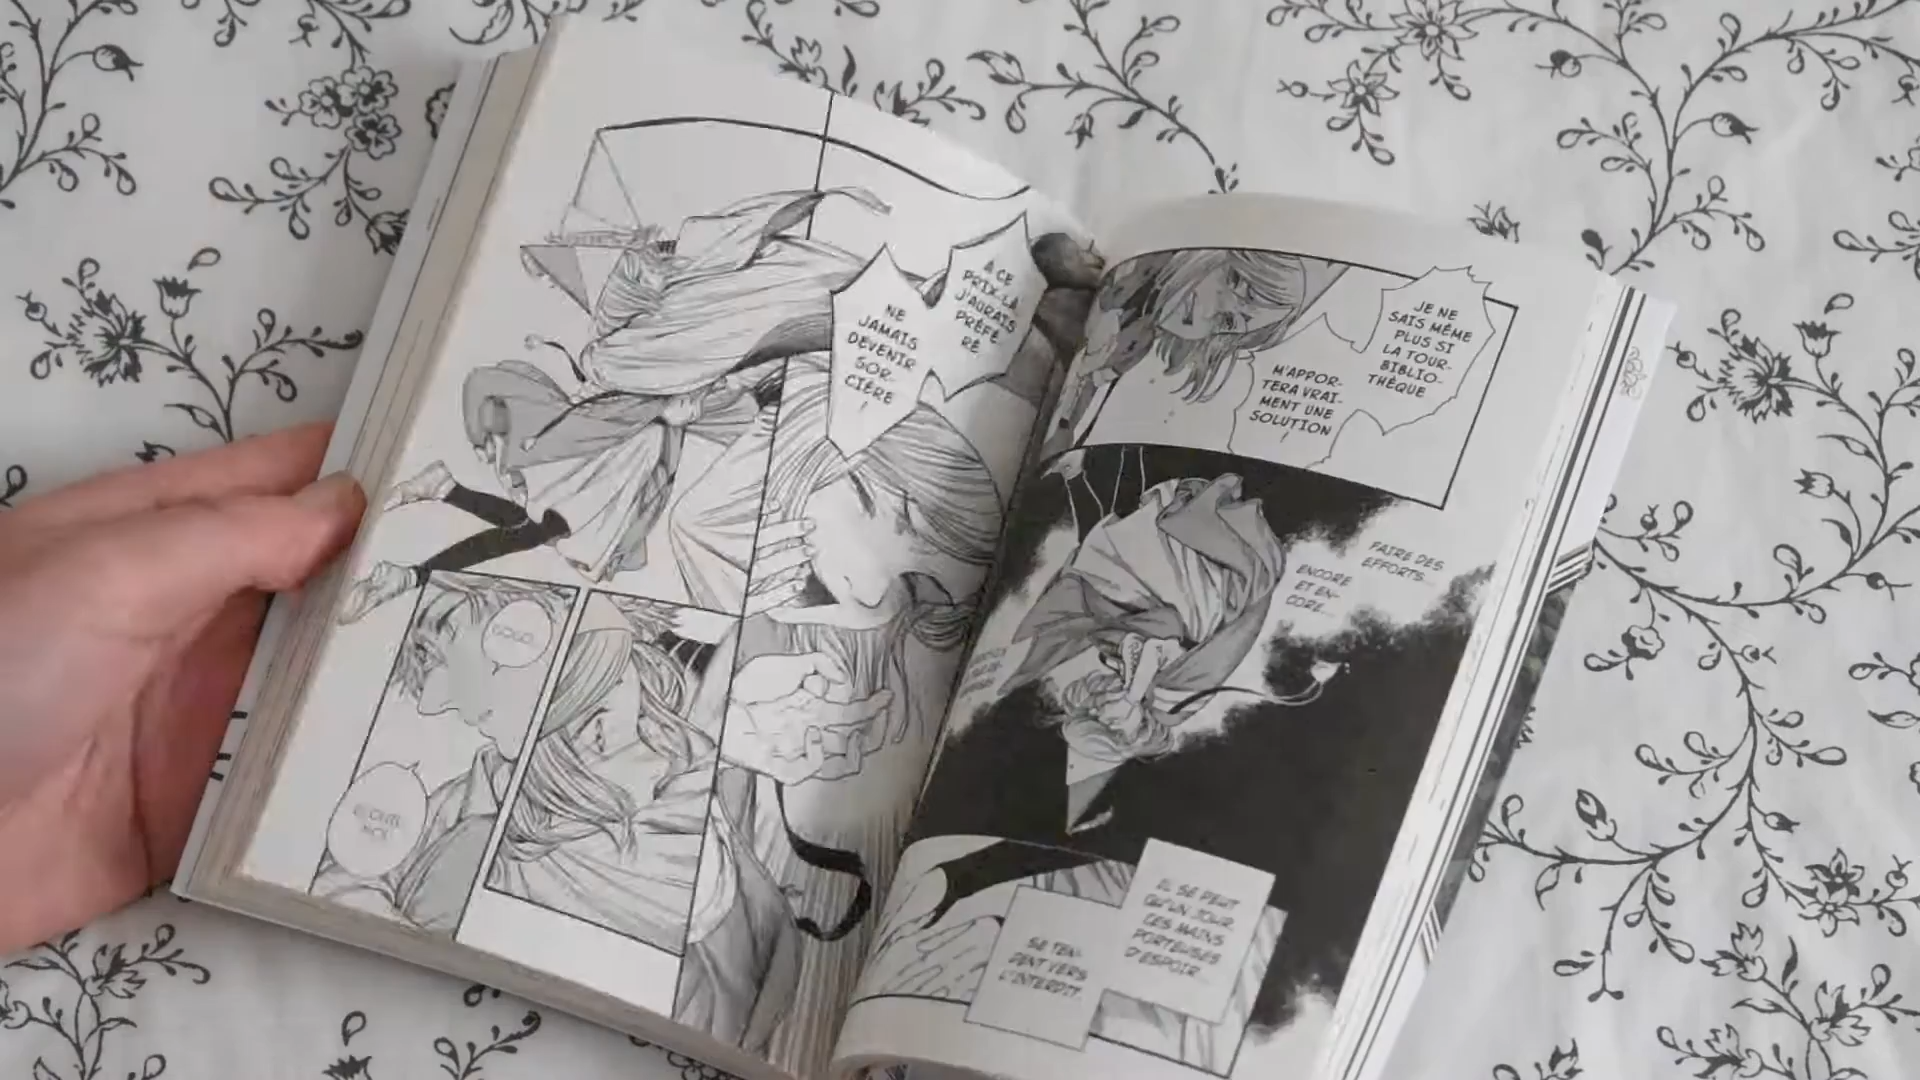 JE NE
SAIS MÊME
PLUS SI
LA TOUR-
BIBLIO-
THÈQUE
M'APPOR-
TERA VRAI-
MENT UNE
SOLUTION
!
FAIRE DES
EFFORTS...
ENCORE
ET EN-
CORE...
IL SE PEUT
QU'UN JOUR,
CES MAINS
PORTEUSES
D'ESPOIR...
SE TEN-
DENT VERS
L'INTERDIT.
À CE
PRIX-LÀ
J'AURAIS
PRÉFÉ-
RÉ
NE
JAMAIS
DEVENIR
SOR-
CIÈRE
!
COCO...